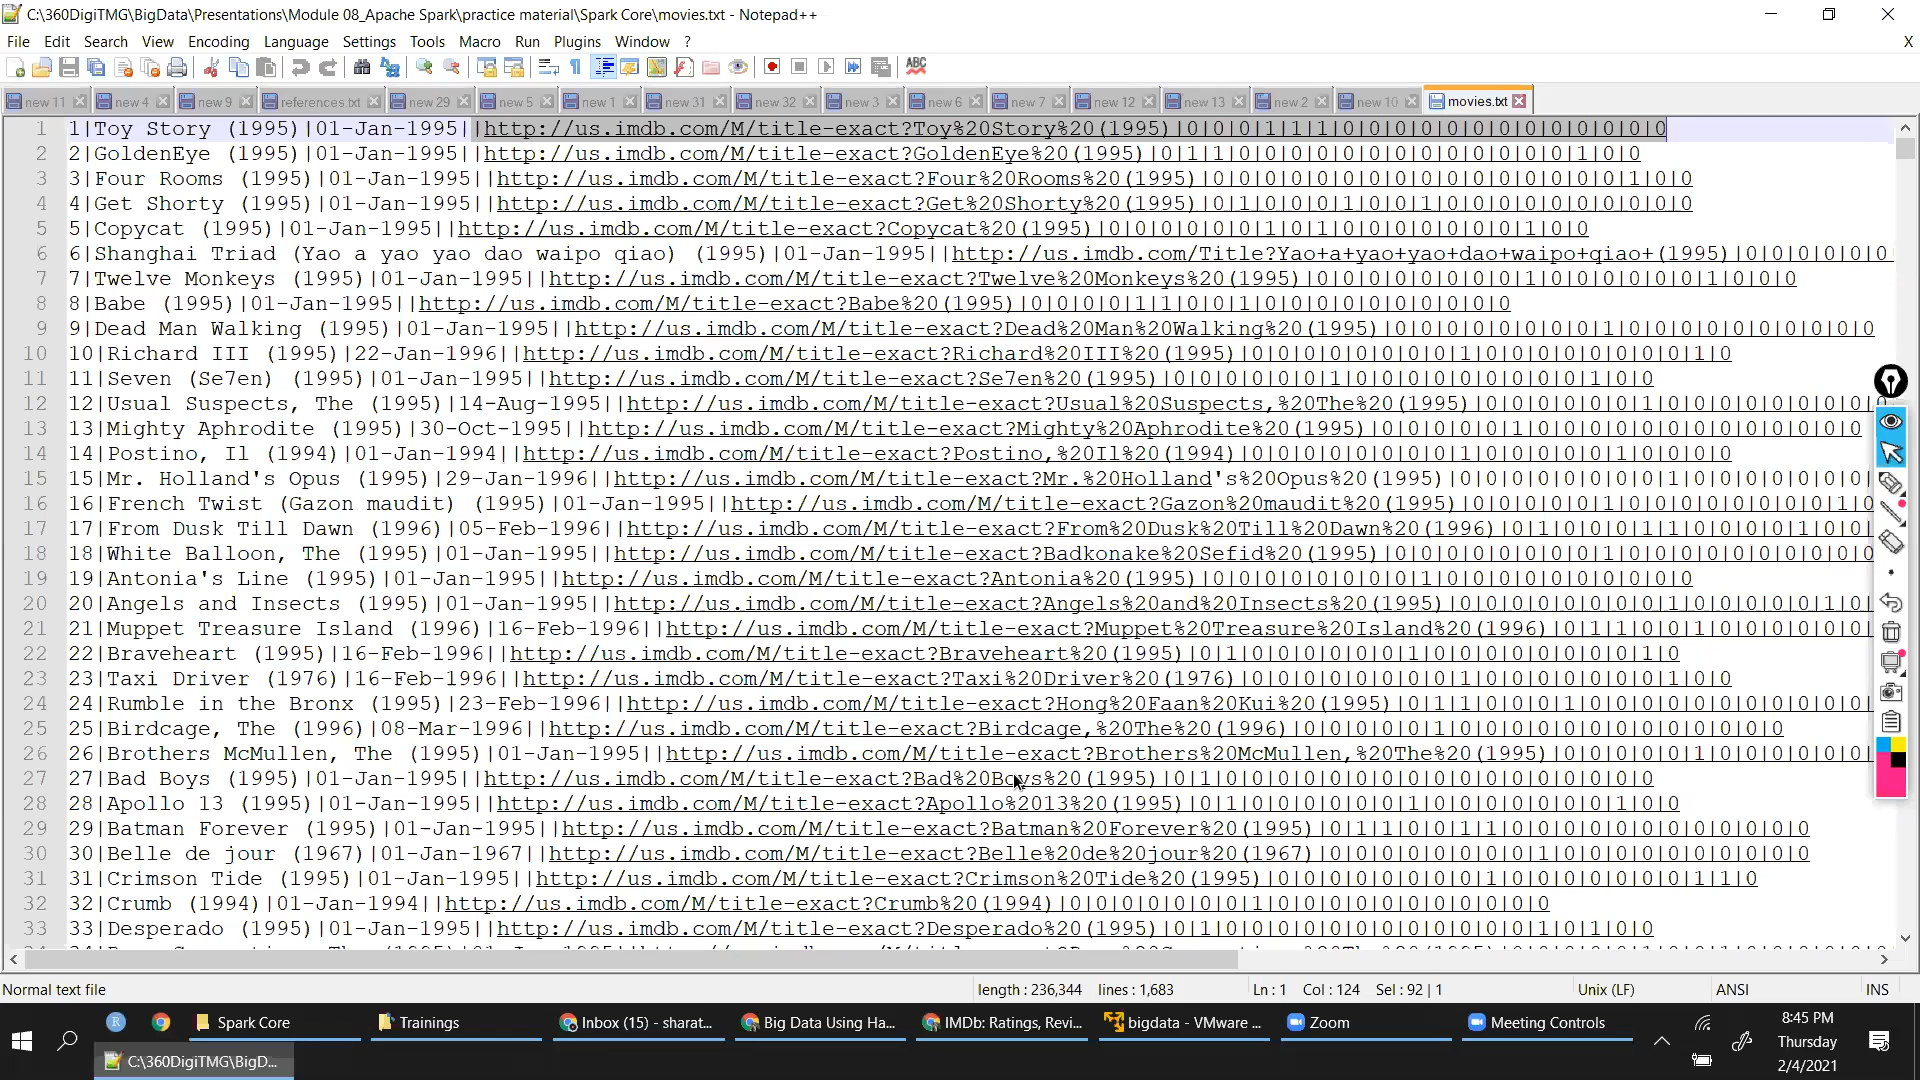 C:\360DigiTMG\BigData\Presentations\Module 08_Apache Spark\practice material\Spark Core\movies.txt - Notepad++
File Edit Search View Encoding Language Settings Tools Macro Run Plugins Window ? X
ABC
new 11 new 4 new 9 references.txt new 29 new 5 new 1 new 31 new 32 new 3 new 6 new 7 new 12 new 13 new 2 new 10 movies.txt
1 1|Toy Story (1995)|01-Jan-1995||http://us.imdb.com/M/title-exact?Toy%20Story%20(1995)|0|0|0|1|1|1|0|0|0|0|0|0|0|0|0|0|0|0|0
2 2|GoldenEye (1995)|01-Jan-1995||http://us.imdb.com/M/title-exact?GoldenEye%20(1995)|0|1|1|0|0|0|0|0|0|0|0|0|0|0|0|0|1|0|0
3 3|Four Rooms (1995)|01-Jan-1995||http://us.imdb.com/M/title-exact?Four%20Rooms%20(1995)|0|0|0|0|0|0|0|0|0|0|0|0|0|0|0|0|1|0|0
4 4|Get Shorty (1995)|01-Jan-1995||http://us.imdb.com/M/title-exact?Get%20Shorty%20(1995)|0|1|0|0|0|1|0|0|1|0|0|0|0|0|0|0|0|0|0
5 5|Copycat (1995)|01-Jan-1995||http://us.imdb.com/M/title-exact?Copycat%20(1995)|0|0|0|0|0|0|1|0|1|0|0|0|0|0|0|0|1|0|0
6 6|Shanghai Triad (Yao a yao yao dao waipo qiao) (1995)|01-Jan-1995||http://us.imdb.com/Title?Yao+a+yao+yao+dao+waipo+qiao+(1995)|0|0|0|0|0|0
7 7|Twelve Monkeys (1995)|01-Jan-1995||http://us.imdb.com/M/title-exact?Twelve%20Monkeys%20(1995)|0|0|0|0|0|0|0|0|1|0|0|0|0|0|0|1|0|0|0
8 8|Babe (1995)|01-Jan-1995||http://us.imdb.com/M/title-exact?Babe%20(1995)|0|0|0|0|1|1|0|0|1|0|0|0|0|0|0|0|0|0|0
9 9|Dead Man Walking (1995)|01-Jan-1995||http://us.imdb.com/M/title-exact?Dead%20Man%20Walking%20(1995)|0|0|0|0|0|0|0|0|1|0|0|0|0|0|0|0|0|0|0
10 10|Richard III (1995)|22-Jan-1996||http://us.imdb.com/M/title-exact?Richard%20III%20(1995)|0|0|0|0|0|0|0|0|1|0|0|0|0|0|0|0|0|1|0
11 11|Seven (Se7en) (1995)|01-Jan-1995||http://us.imdb.com/M/title-exact?Se7en%20(1995)|0|0|0|0|0|0|1|0|0|0|0|0|0|0|0|0|1|0|0
12 12|Usual Suspects, The (1995)|14-Aug-1995||http://us.imdb.com/M/title-exact?Usual%20Suspects,%20The%20(1995)|0|0|0|0|0|0|1|0|0|0|0|0|0|0|0|0
13 13|Mighty Aphrodite (1995)|30-Oct-1995||http://us.imdb.com/M/title-exact?Mighty%20Aphrodite%20(1995)|0|0|0|0|0|1|0|0|0|0|0|0|0|0|0|0|0|0|0
14 14|Postino, Il (1994)|01-Jan-1994||http://us.imdb.com/M/title-exact?Postino,%20Il%20(1994)|0|0|0|0|0|0|0|0|1|0|0|0|0|0|1|0|0|0|0
15 15|Mr. Holland's Opus (1995)|29-Jan-1996||http://us.imdb.com/M/title-exact?Mr.%20Holland's%20Opus%20(1995)|0|0|0|0|0|0|0|0|1|0|0|0|0|0|0|0
16 16|French Twist (Gazon maudit) (1995)|01-Jan-1995||http://us.imdb.com/M/title-exact?Gazon%20maudit%20(1995)|0|0|0|0|0|1|0|0|0|0|0|0|0|0|1|0
17 17|From Dusk Till Dawn (1996)|05-Feb-1996||http://us.imdb.com/M/title-exact?From%20Dusk%20Till%20Dawn%20(1996)|0|1|0|0|0|1|1|0|0|0|0|1|0|0
18 18|White Balloon, The (1995)|01-Jan-1995||http://us.imdb.com/M/title-exact?Badkonake%20Sefid%20(1995)|0|0|0|0|0|0|0|0|1|0|0|0|0|0|0|0|0|0|0
19 19|Antonia's Line (1995)|01-Jan-1995||http://us.imdb.com/M/title-exact?Antonia%20(1995)|0|0|0|0|0|0|0|0|1|0|0|0|0|0|0|0|0|0|0
20 20|Angels and Insects (1995)|01-Jan-1995||http://us.imdb.com/M/title-exact?Angels%20and%20Insects%20(1995)|0|0|0|0|0|0|0|0|1|0|0|0|0|0|1|0
21 21|Muppet Treasure Island (1996)|16-Feb-1996||http://us.imdb.com/M/title-exact?Muppet%20Treasure%20Island%20(1996)|0|1|1|0|0|1|0|0|0|0|0|0
22 22|Braveheart (1995)|16-Feb-1996||http://us.imdb.com/M/title-exact?Braveheart%20(1995)|0|1|0|0|0|0|0|0|1|0|0|0|0|0|0|0|0|1|0
23 23|Taxi Driver (1976)|16-Feb-1996||http://us.imdb.com/M/title-exact?Taxi%20Driver%20(1976)|0|0|0|0|0|0|0|0|1|0|0|0|0|0|0|0|1|0|0
24 24|Rumble in the Bronx (1995)|23-Feb-1996||http://us.imdb.com/M/title-exact?Hong%20Faan%20Kui%20(1995)|0|1|1|0|0|0|1|0|0|0|0|0|0|0|0|0|0|0
25 25|Birdcage, The (1996)|08-Mar-1996||http://us.imdb.com/M/title-exact?Birdcage,%20The%20(1996)|0|0|0|0|0|1|0|0|0|0|0|0|0|0|0|0|0|0|0
26 26|Brothers McMullen, The (1995)|01-Jan-1995||http://us.imdb.com/M/title-exact?Brothers%20McMullen,%20The%20(1995)|0|0|0|0|0|1|0|0|0|0|0|0
27 27|Bad Boys (1995)|01-Jan-1995||http://us.imdb.com/M/title-exact?Bad%20Boys%20(1995)|0|1|0|0|0|0|0|0|0|0|0|0|0|0|0|0|0|0|0
28 28|Apollo 13 (1995)|01-Jan-1995||http://us.imdb.com/M/title-exact?Apollo%2013%20(1995)|0|1|0|0|0|0|0|0|1|0|0|0|0|0|0|0|1|0|0
29 29|Batman Forever (1995)|01-Jan-1995||http://us.imdb.com/M/title-exact?Batman%20Forever%20(1995)|0|1|1|0|0|1|1|0|0|0|0|0|0|0|0|0|0|0|0
30 30|Belle de jour (1967)|01-Jan-1967||http://us.imdb.com/M/title-exact?Belle%20de%20jour%20(1967)|0|0|0|0|0|0|0|0|1|0|0|0|0|0|0|0|0|0|0
31 31|Crimson Tide (1995)|01-Jan-1995||http://us.imdb.com/M/title-exact?Crimson%20Tide%20(1995)|0|0|0|0|0|0|0|0|1|0|0|0|0|0|0|0|1|1|0
32 32|Crumb (1994)|01-Jan-1994||http://us.imdb.com/M/title-exact?Crumb%20(1994)|0|0|0|0|0|0|0|1|0|0|0|0|0|0|0|0|0|0|0
33 33|Desperado (1995)|01-Jan-1995||http://us.imdb.com/M/title-exact?Desperado%20(1995)|0|1|0|0|0|0|0|0|0|0|0|0|0|0|1|0|1|0|0
Normal text file length : 236,344 lines : 1,683 Ln : 1 Col : 124 Sel : 92 | 1 Unix (LF) ANSI INS
Spark Core Trainings Inbox (15) - sharat... Big Data Using Ha... IMDb: Ratings, Revi... bigdata - VMware ... Zoom Meeting Controls
C:\360DigiTMG\BigD...
8:45 PM
Thursday
2/4/2021